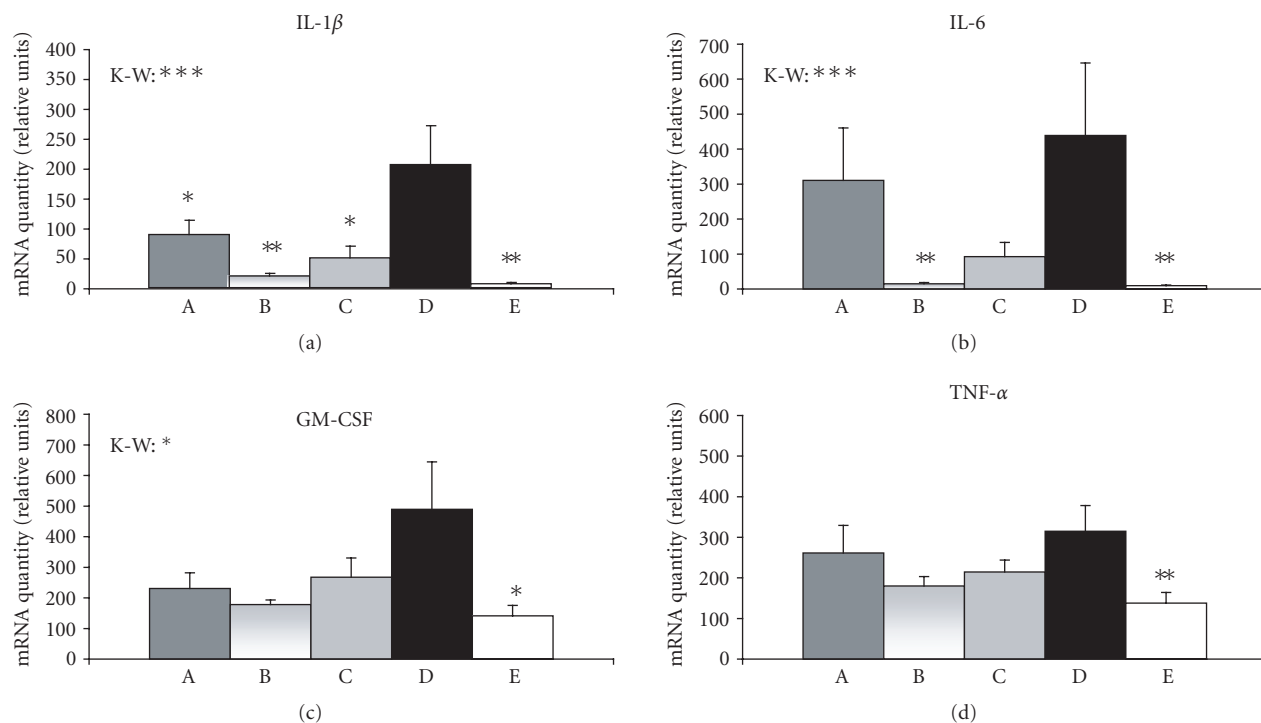 IL-1β
mRNA quantity (relative units)
400
350
300
250
200
150
100
50
0
K-W: ***
*
**
*
**
A B C D E
(a)
IL-6
mRNA quantity (relative units)
700
600
500
400
300
200
100
0
K-W: ***
**
**
A B C D E
(b)
GM-CSF
mRNA quantity (relative units)
800
700
600
500
400
300
200
100
0
K-W: *
*
A B C D E
(c)
TNF-α
mRNA quantity (relative units)
600
500
400
300
200
100
0
**
A B C D E
(d)